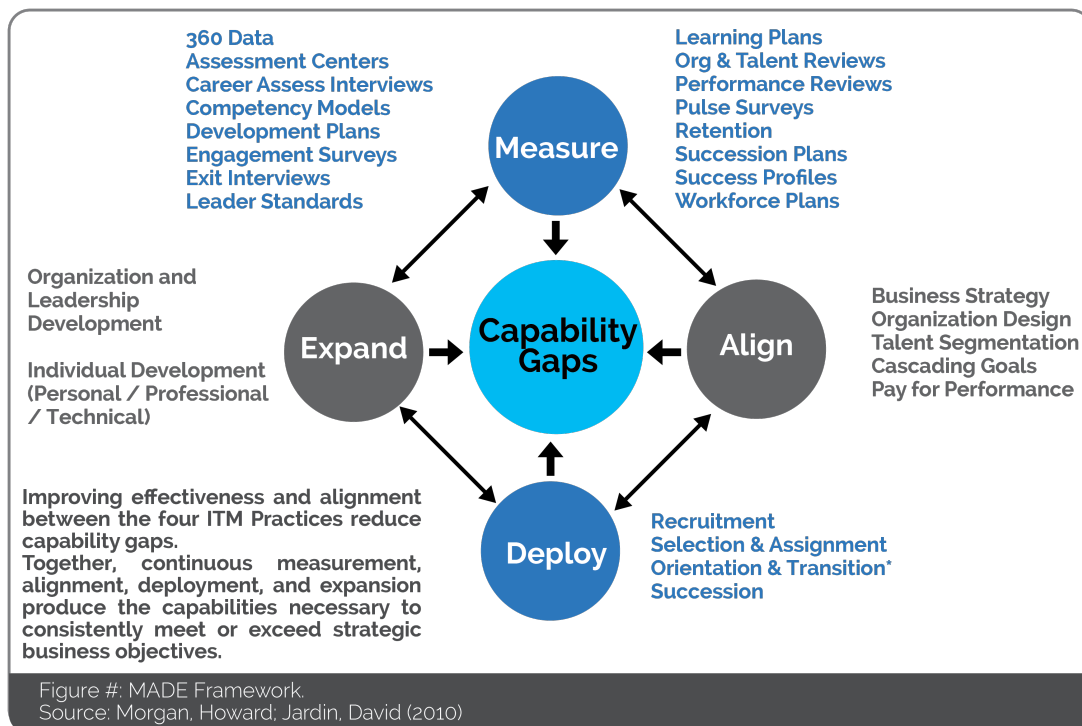 360 Data
Assessment Centers
Career Assess Interviews
Competency Models
Development Plans
Engagement Surveys
Exit Interviews
Leader Standards
Measure
Learning Plans
Org & Talent Reviews
Performance Reviews
Pulse Surveys
Retention
Succession Plans
Success Profiles
Workforce Plans
Organization and
Leadership
Development
Individual Development
(Personal / Professional
/ Technical)
Expand
Capability
Gaps
Align
Business Strategy
Organization Design
Talent Segmentation
Cascading Goals
Pay for Performance
Improving effectiveness and alignment
between the four ITM Practices reduce
capability gaps.
Together, continuous measurement,
alignment, deployment, and expansion
produce the capabilities necessary to
consistently meet or exceed strategic
business objectives.
Deploy
Recruitment
Selection & Assignment
Orientation & Transition*
Succession
Figure #: MADE Framework.
Source: Morgan, Howard; Jardin, David (2010)